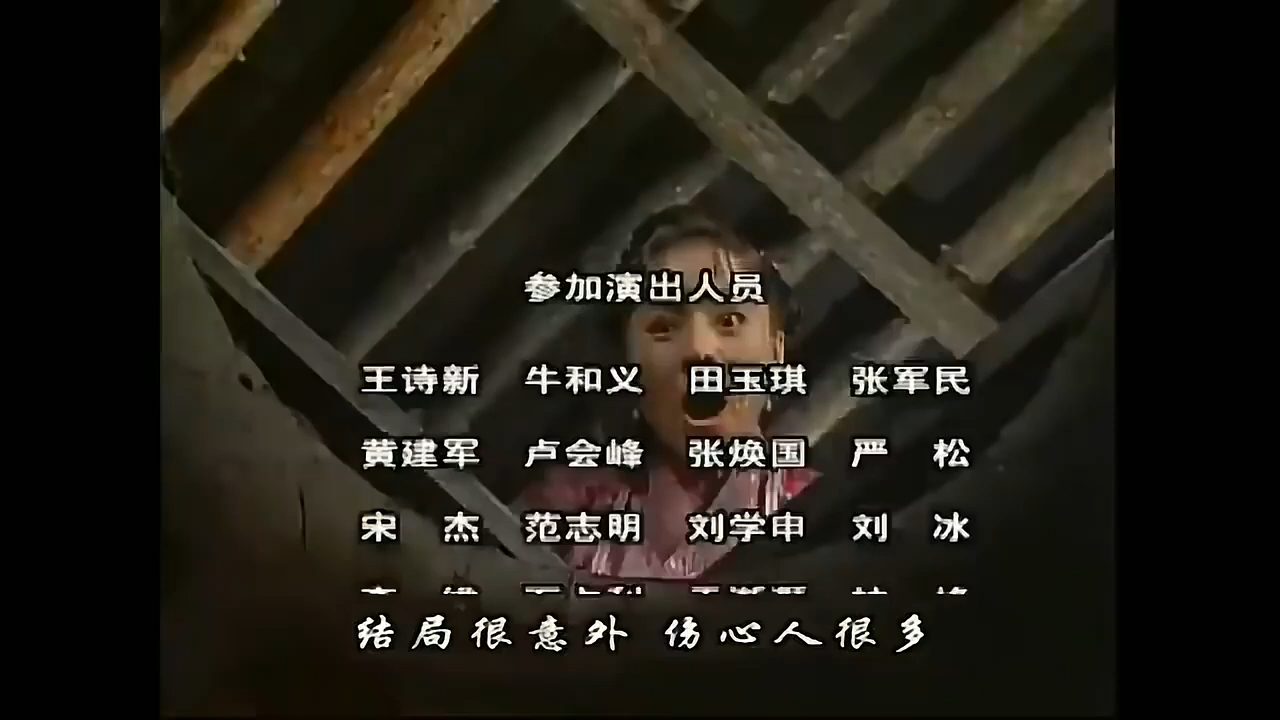 参加演出人员
王诗新 牛和义 田玉琪 张军民
黄建军 卢会峰 张焕国 严 松
宋 杰 范志明 刘学申 刘 冰
结局很意外 伤心人很多